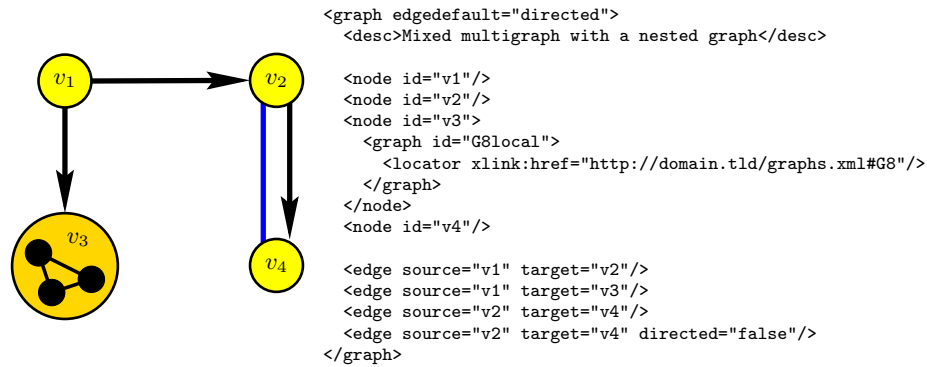 v1
v2
v3
v4
<graph edgedefault="directed">
  <desc>Mixed multigraph with a nested graph</desc>

  <node id="v1"/>
  <node id="v2"/>
  <node id="v3">
    <graph id="G8local">
      <locator xlink:href="http://domain.tld/graphs.xml#G8"/>
    </graph>
  </node>
  <node id="v4"/>

  <edge source="v1" target="v2"/>
  <edge source="v1" target="v3"/>
  <edge source="v2" target="v4"/>
  <edge source="v2" target="v4" directed="false"/>
</graph>